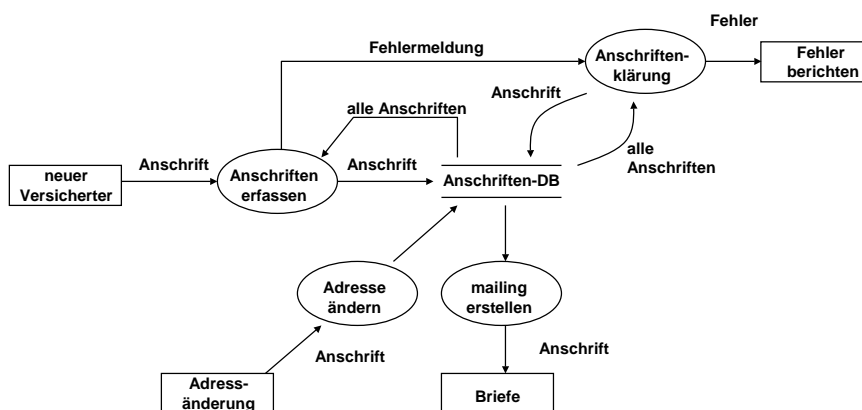 Fehler
Fehlermeldung
Anschriften-
klärung
Fehler
berichten
Anschrift
alle Anschriften
alle
Anschriften
neuer
Versicherter
Anschrift
Anschriften
erfassen
Anschrift
Anschriften-DB
Adresse
ändern
mailing
erstellen
Anschrift
Anschrift
Adress-
änderung
Briefe